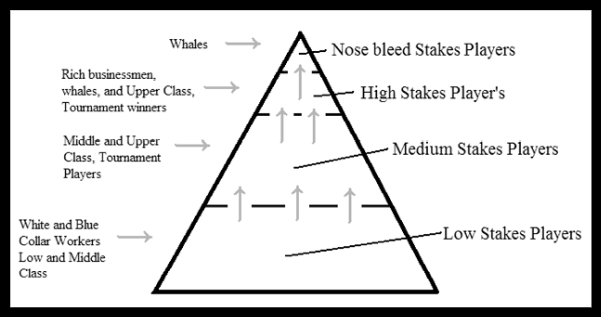 Whales
Nose bleed Stakes Players
Rich businessmen,
whales, and Upper Class,
Tournament winners
High Stakes Player's
Middle and Upper
Class, Tournament
Players
Medium Stakes Players
White and Blue
Collar Workers
Low and Middle
Class
Low Stakes Players